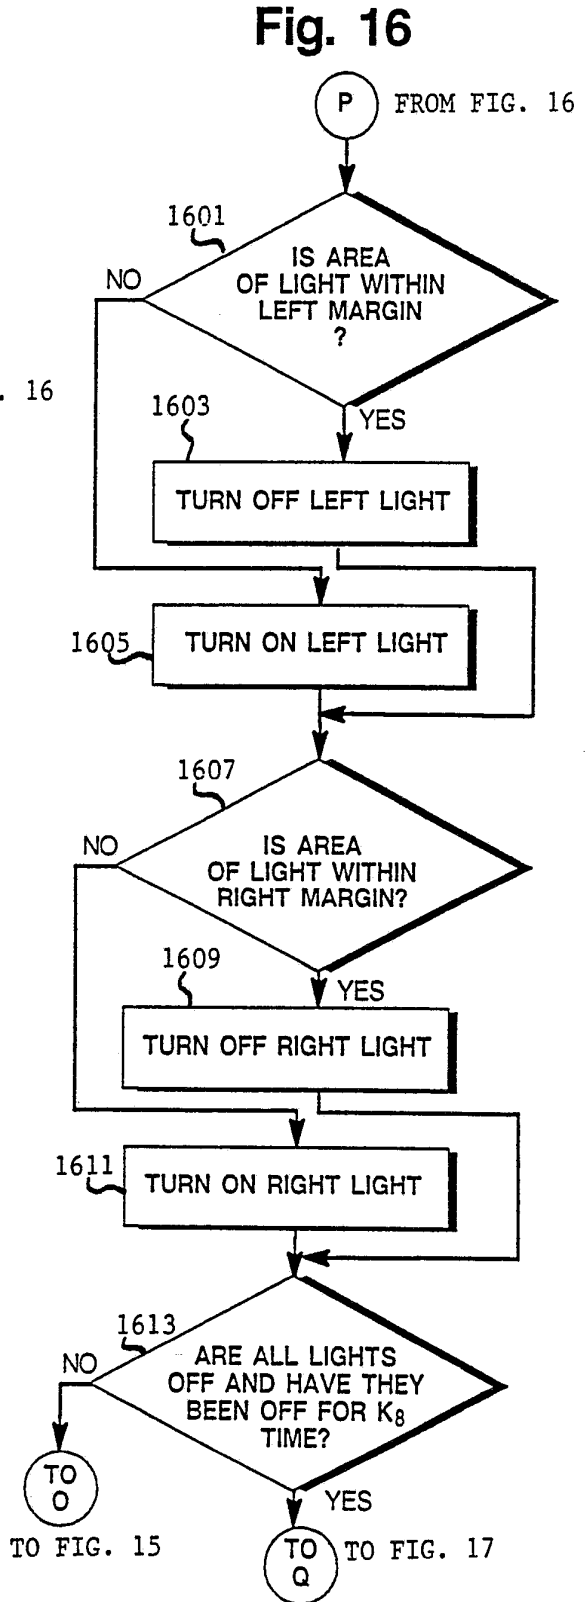 Fig. 16
P FROM FIG. 16
1601
IS AREA
OF LIGHT WITHIN
LEFT MARGIN
?
NO
. 16
YES
1603
TURN OFF LEFT LIGHT
1605
TURN ON LEFT LIGHT
1607
IS AREA
OF LIGHT WITHIN
RIGHT MARGIN?
NO
YES
1609
TURN OFF RIGHT LIGHT
1611
TURN ON RIGHT LIGHT
1613
ARE ALL LIGHTS
OFF AND HAVE THEY
BEEN OFF FOR K₈
TIME?
NO
YES
TO
O
TO FIG. 15
TO
Q
TO FIG. 17